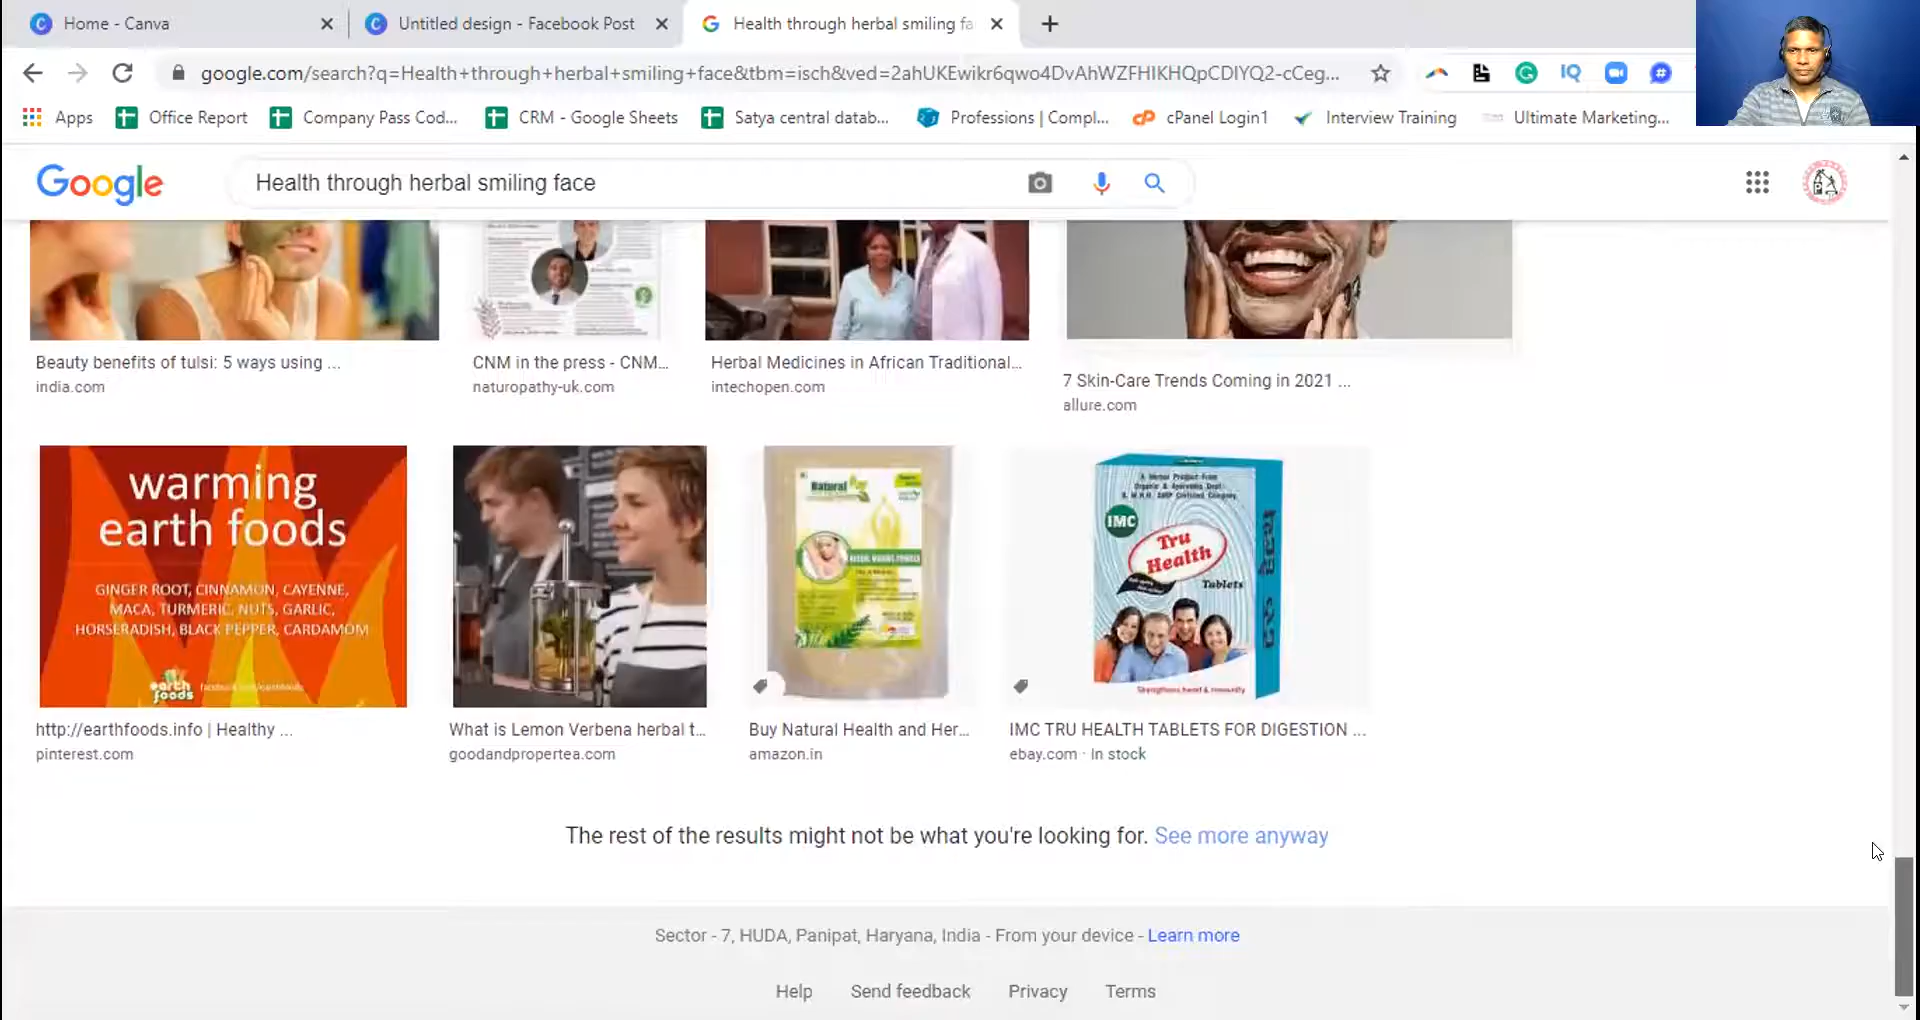 Home - Canva
Untitled design - Facebook Post
Health through herbal smiling fa
google.com/search?q=Health+through+herbal+smiling+face&tbm=isch&ved=2ahUKEwikr6qwo4DvAhWZFHIKHQpCDIYQ2-cCeg...
Apps
Office Report
Company Pass Cod...
CRM - Google Sheets
Satya central datab...
Professions | Compl...
cPanel Login1
Interview Training
Ultimate Marketing...
Google
Health through herbal smiling face
Beauty benefits of tulsi: 5 ways using ...
india.com
CNM in the press - CNM...
naturopathy-uk.com
Herbal Medicines in African Traditional...
intechopen.com
7 Skin-Care Trends Coming in 2021 ...
allure.com
warming
earth foods
GINGER ROOT, CINNAMON, CAYENNE,
MACA, TURMERIC, NUTS, GARLIC,
HORSERADISH, BLACK PEPPER, CARDAMOM
earth
foods
Natural
IMC
Tru
Health
Tablets
http://earthfoods.info | Healthy ...
pinterest.com
What is Lemon Verbena herbal t...
goodandpropertea.com
Buy Natural Health and Her...
amazon.in
IMC TRU HEALTH TABLETS FOR DIGESTION ...
ebay.com · In stock
The rest of the results might not be what you're looking for. See more anyway
Sector - 7, HUDA, Panipat, Haryana, India - From your device - Learn more
Help
Send feedback
Privacy
Terms